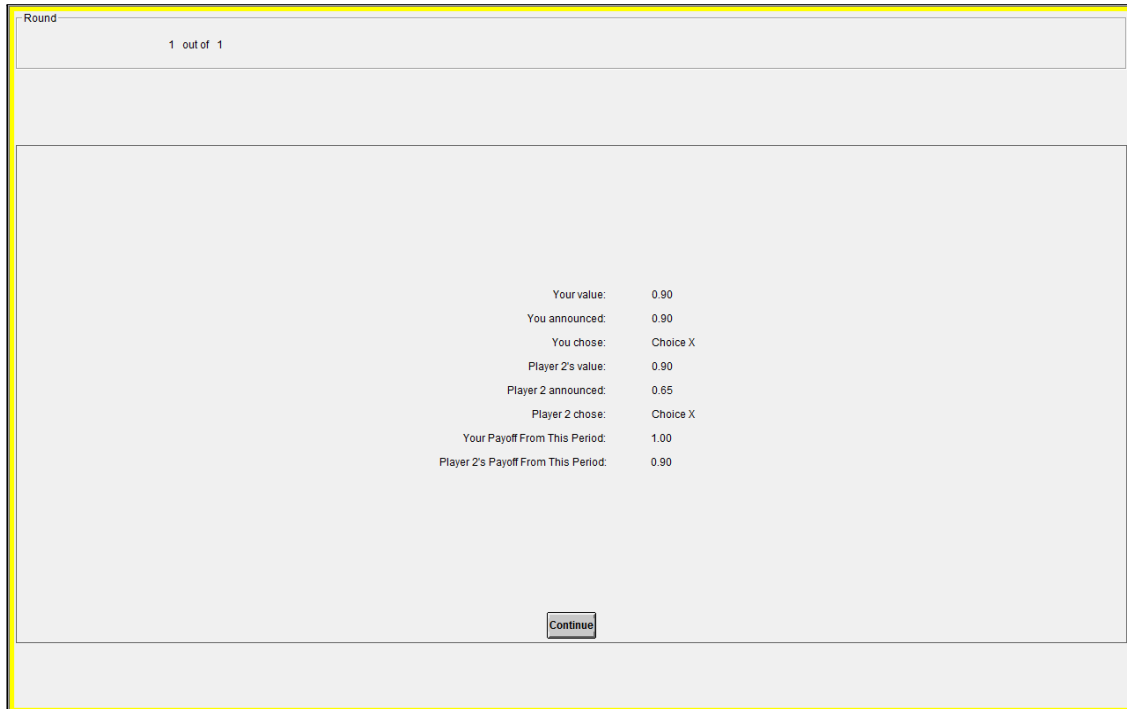 Round
1 out of 1
Your value: 0.90
You announced: 0.90
You chose: Choice X
Player 2's value: 0.90
Player 2 announced: 0.65
Player 2 chose: Choice X
Your Payoff From This Period: 1.00
Player 2's Payoff From This Period: 0.90
Continue